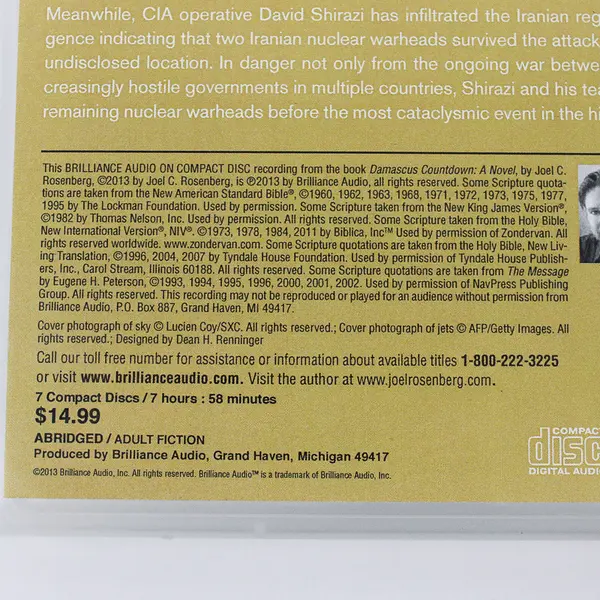 Meanwhile, CIA operative David Shirazi has infiltrated the Iranian
gence indicating that two Iranian nuclear warheads survived the attack
undisclosed location. In danger not only from the ongoing war
creasingly hostile governments in multiple countries, Shirazi and his
remaining nuclear warheads before the most cataclysmic event in the
This BRILLIANCE AUDIO ON COMPACT DISC recording from the book Damascus Countdown: A Novel, by Joel C.
Rosenberg, ©2013 by Joel C. Rosenberg, is ℗2013 by Brilliance Audio, all rights reserved. Some Scripture quota-
tions are taken from the New American Standard Bible®, ©1960, 1962, 1963, 1968, 1971, 1972, 1973, 1975, 1977,
1995 by The Lockman Foundation. Used by permission. Some Scripture taken from the New King James Version®,
©1982 by Thomas Nelson, Inc. Used by permission. All rights reserved. Some Scripture taken from the Holy Bible,
New International Version®, NIV®. ©1973, 1978, 1984, 2011 by Biblica, Inc™ Used by permission of Zondervan. All
rights reserved worldwide. www.zondervan.com. Some Scripture quotations are taken from the Holy Bible, New Liv-
ing Translation, ©1996, 2004, 2007 by Tyndale House Foundation. Used by permission of Tyndale House Publish-
ers, Inc., Carol Stream, Illinois 60188. All rights reserved. Some Scripture quotations are taken from The Message
by Eugene H. Peterson, ©1993, 1994, 1995, 1996, 2000, 2001, 2002. Used by permission of NavPress Publishing
Group. All rights reserved. This recording may not be reproduced or played for an audience without permission from
Brilliance Audio, P.O. Box 887, Grand Haven, MI 49417.
Cover photograph of sky © Lucien Coy/SXC. All rights reserved.; Cover photograph of jets © AFP/Getty Images. All
rights reserved.; Designed by Dean H. Renninger
Call our toll free number for assistance or information about available titles 1-800-222-3225
or visit www.brillianceaudio.com. Visit the author at www.joelrosenberg.com.
7 Compact Discs / 7 hours : 58 minutes
$14.99
ABRIDGED / ADULT FICTION
Produced by Brilliance Audio, Grand Haven, Michigan 49417
©2013 Brilliance Audio, Inc. All rights reserved. Brilliance Audio™ is a trademark of Brilliance Audio, Inc.
COMPACT
disc
DIGITAL AUDIO